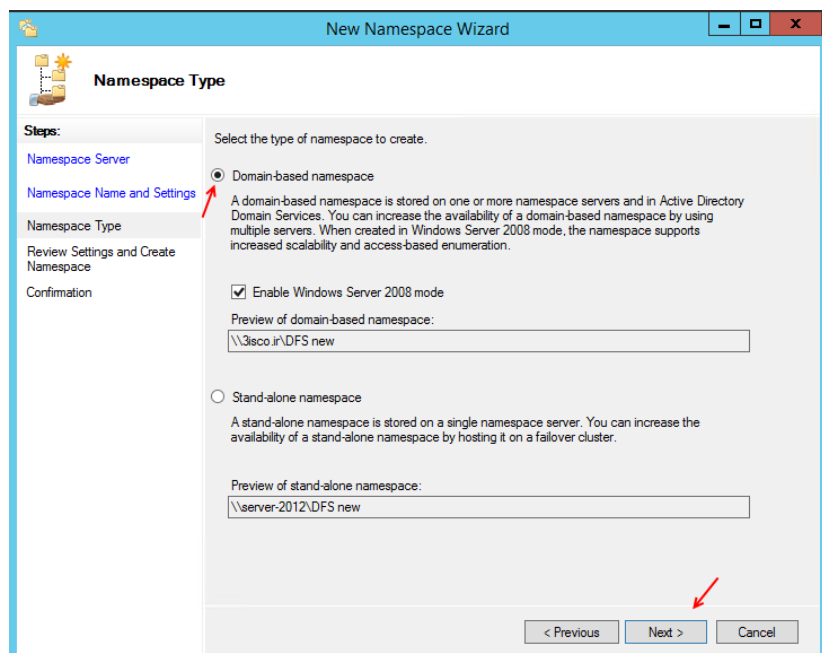 New Namespace Wizard
Namespace Type
Steps:
Namespace Server
Namespace Name and Settings
Namespace Type
Review Settings and Create
Namespace
Confirmation
Select the type of namespace to create.
Domain-based namespace
A domain-based namespace is stored on one or more namespace servers and in Active Directory
Domain Services. You can increase the availability of a domain-based namespace by using
multiple servers. When created in Windows Server 2008 mode, the namespace supports
increased scalability and access-based enumeration.
Enable Windows Server 2008 mode
Preview of domain-based namespace:
\\3isco.ir\DFS new
Stand-alone namespace
A stand-alone namespace is stored on a single namespace server. You can increase the
availability of a stand-alone namespace by hosting it on a failover cluster.
Preview of stand-alone namespace:
\\server-2012\DFS new
< Previous
Next >
Cancel